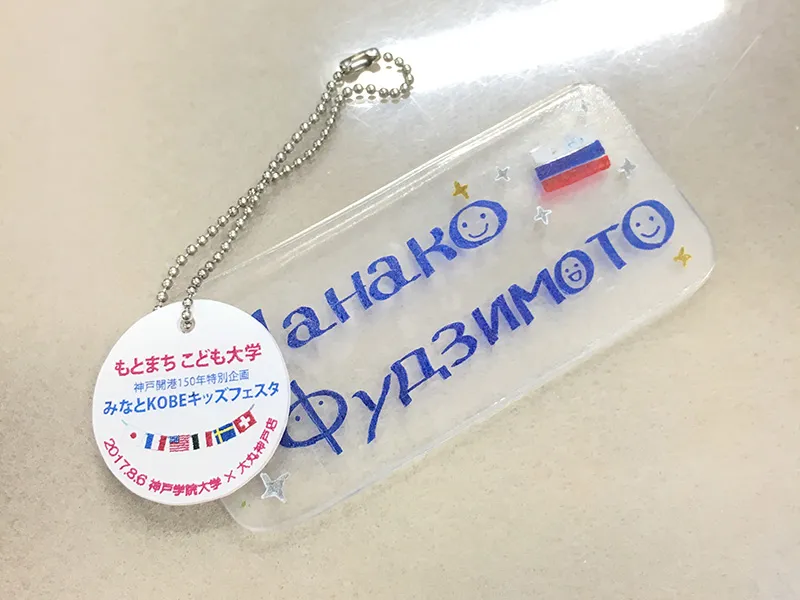 もとまち こども大学
神戸開港150年特別企画
みなとKOBEキッズフェスタ
2017.8.6 神戸学院大学 × 大丸神戸店
Фудзимото